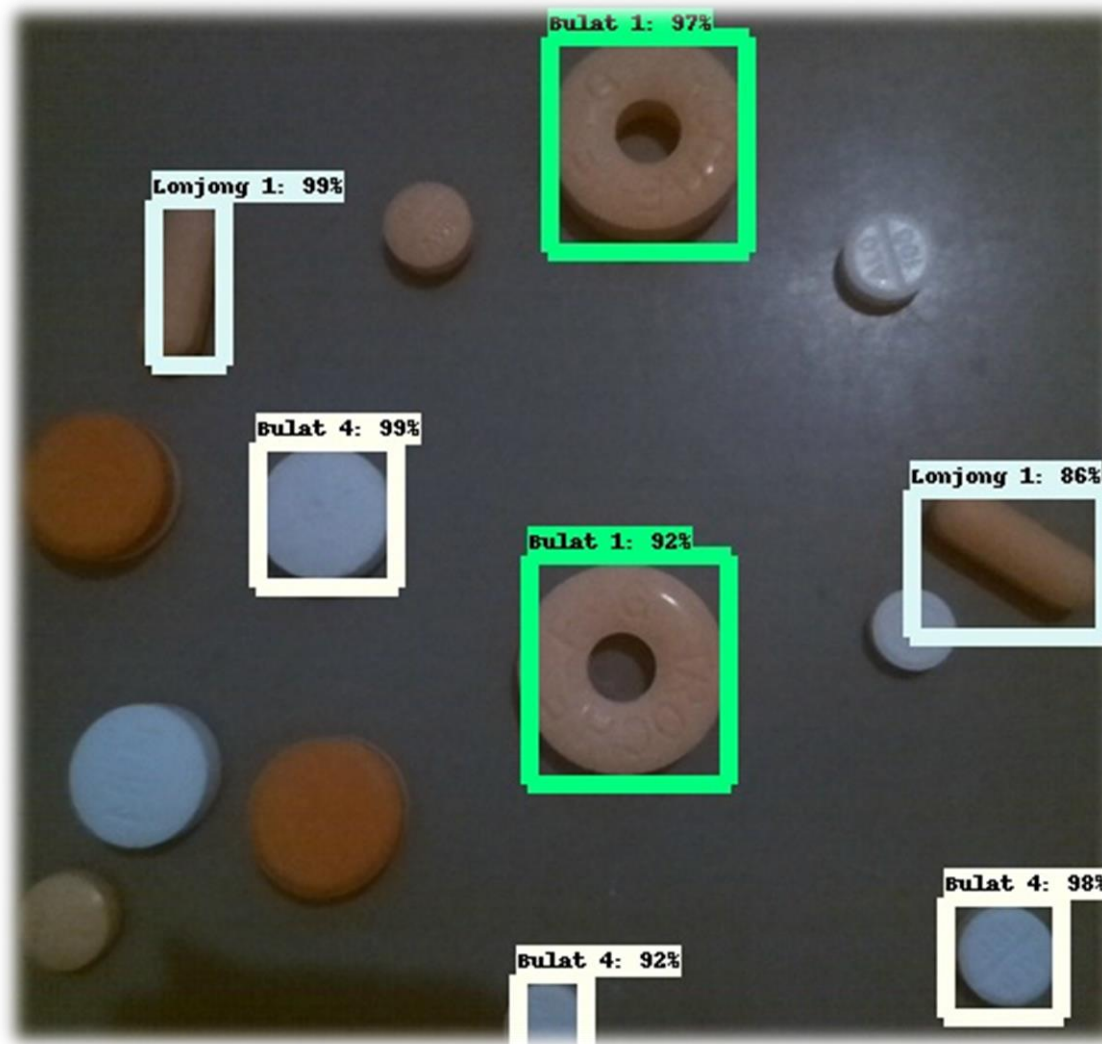 Bulat 1: 97%
Lonjong 1: 99%
Bulat 4: 99%
Lonjong 1: 86%
Bulat 1: 92%
Bulat 4: 98%
Bulat 4: 92%